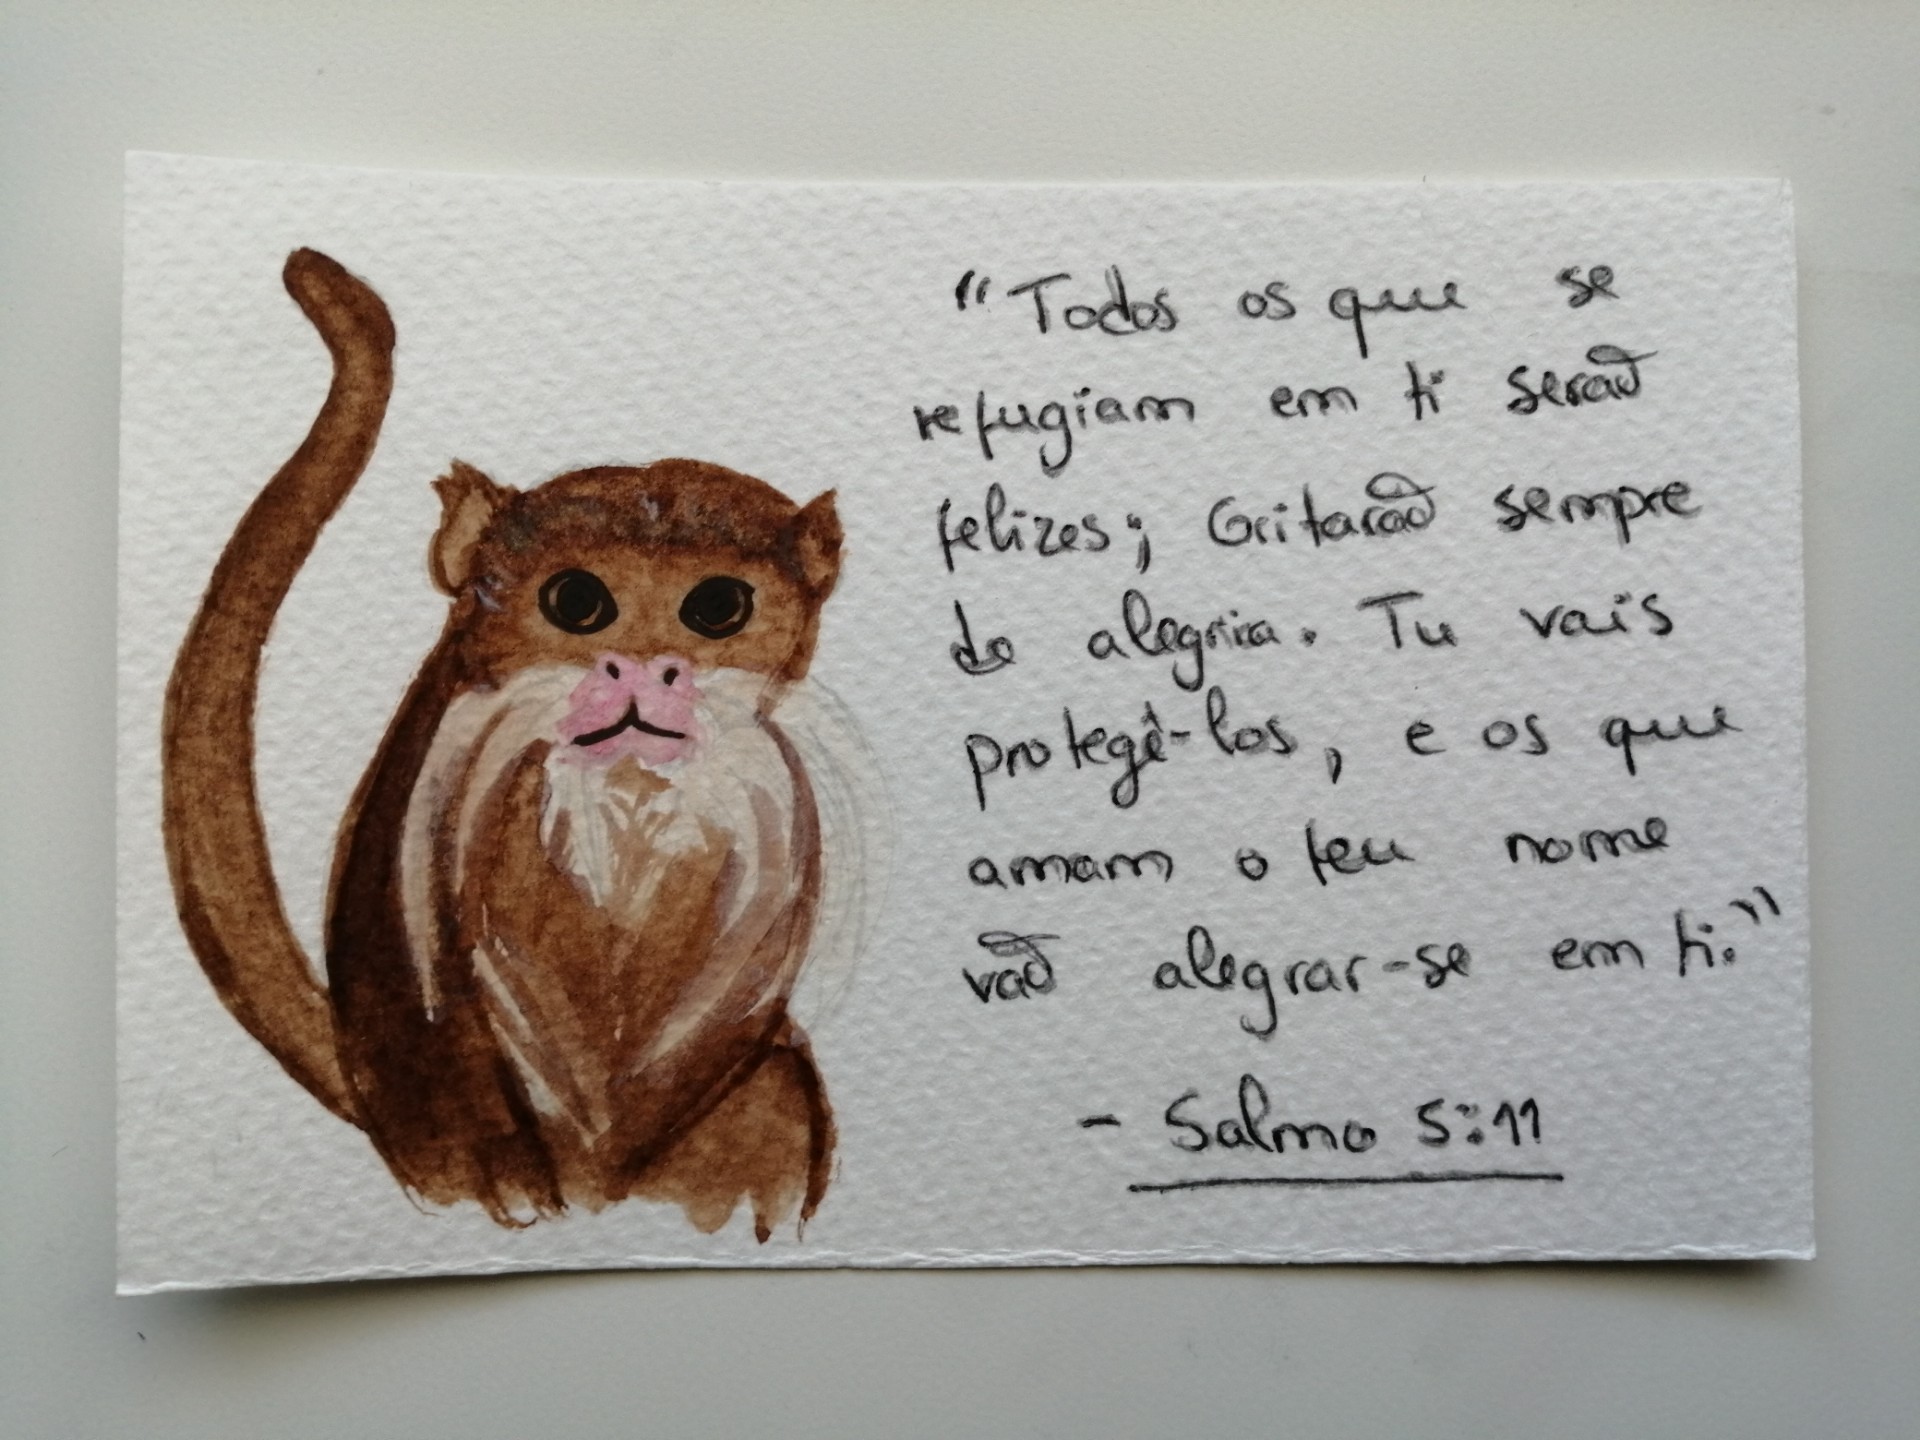 "Todos os que se
refugiam em ti serão
felizes; Gritarão sempre
de alegria. Tu vais
protegê-los, e os que
amam o teu nome
vão alegrar-se em ti."
- Salmo 5:11